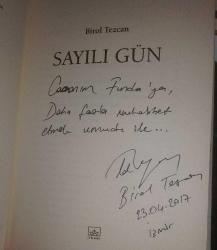 Birol Tezcan
SAYILI GÜN
Canım Funda'ya,
Daha fazla muhabbet
etmek umudu ile...
Birol Tezcan
23.04.2017
İzmir